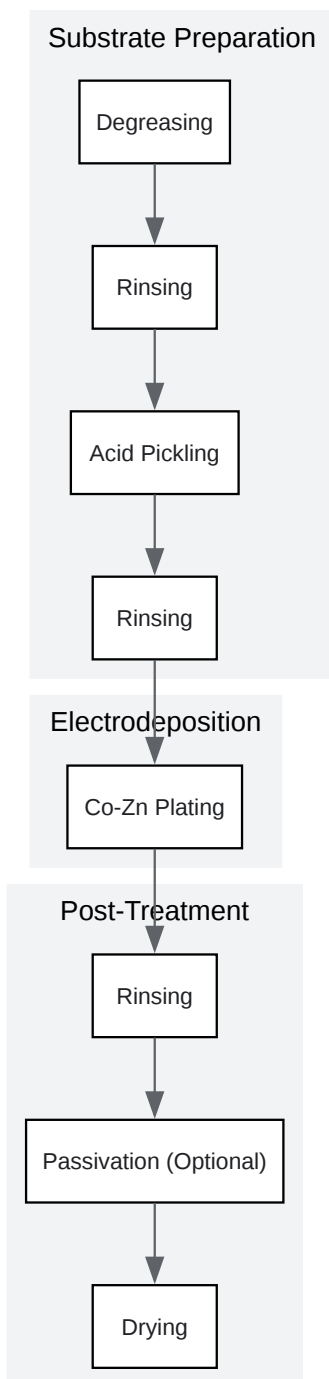 Substrate Preparation
Degreasing
Rinsing
Acid Pickling
Rinsing
Electrodeposition
Co-Zn Plating
Post-Treatment
Rinsing
Passivation (Optional)
Drying